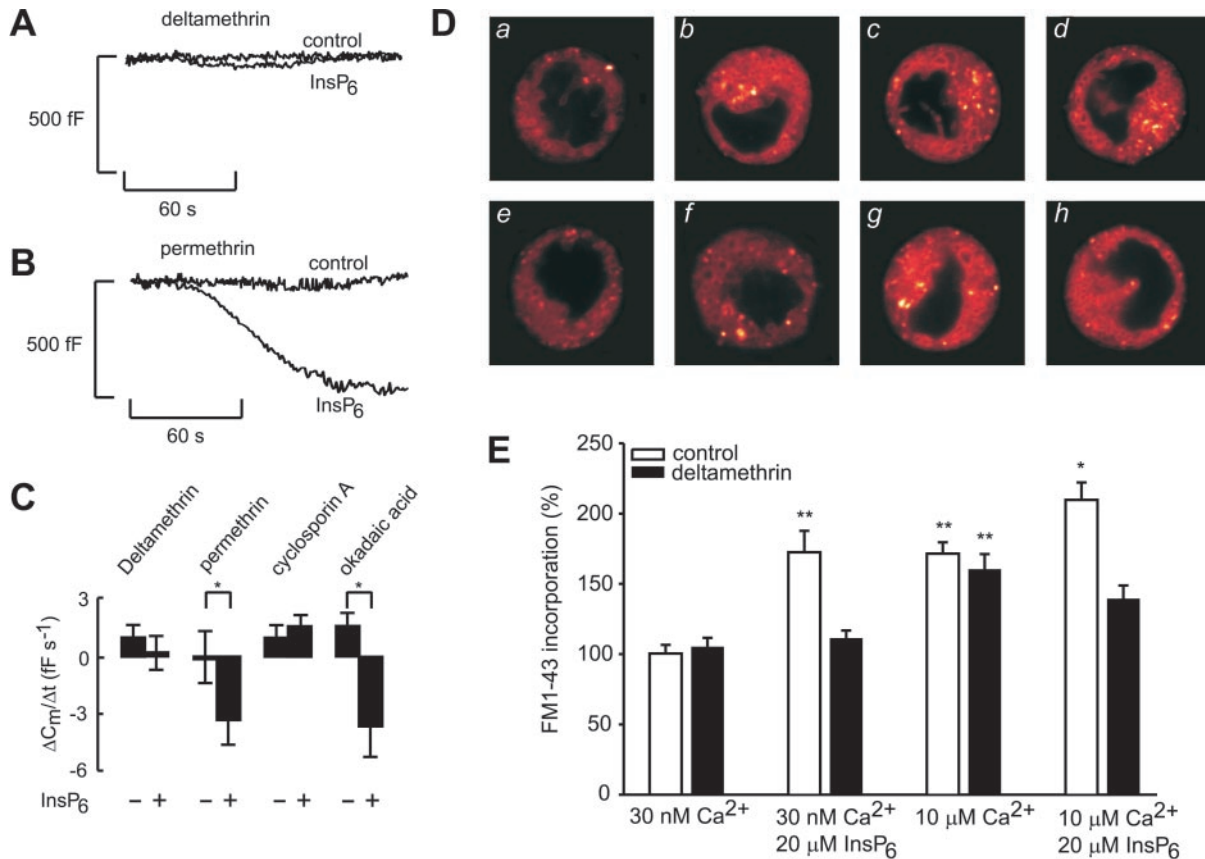 A
deltamethrin
control
InsP6
500 fF
60 s
B
permethrin
control
500 fF
InsP6
60 s
C
Deltamethrin
permethrin
cyclosporin A
okadaic acid
* *
3
0
-3
-6
ΔCm/Δt (fF s-1)
InsP6 – + – + – + – +
D
a b c d
e f g h
E
control
deltamethrin
250
200
150
100
50
0
FM1-43 incorporation (%)
** ** ** *
30 nM Ca2+
30 nM Ca2+
20 μM InsP6
10 μM Ca2+
10 μM Ca2+
20 μM InsP6